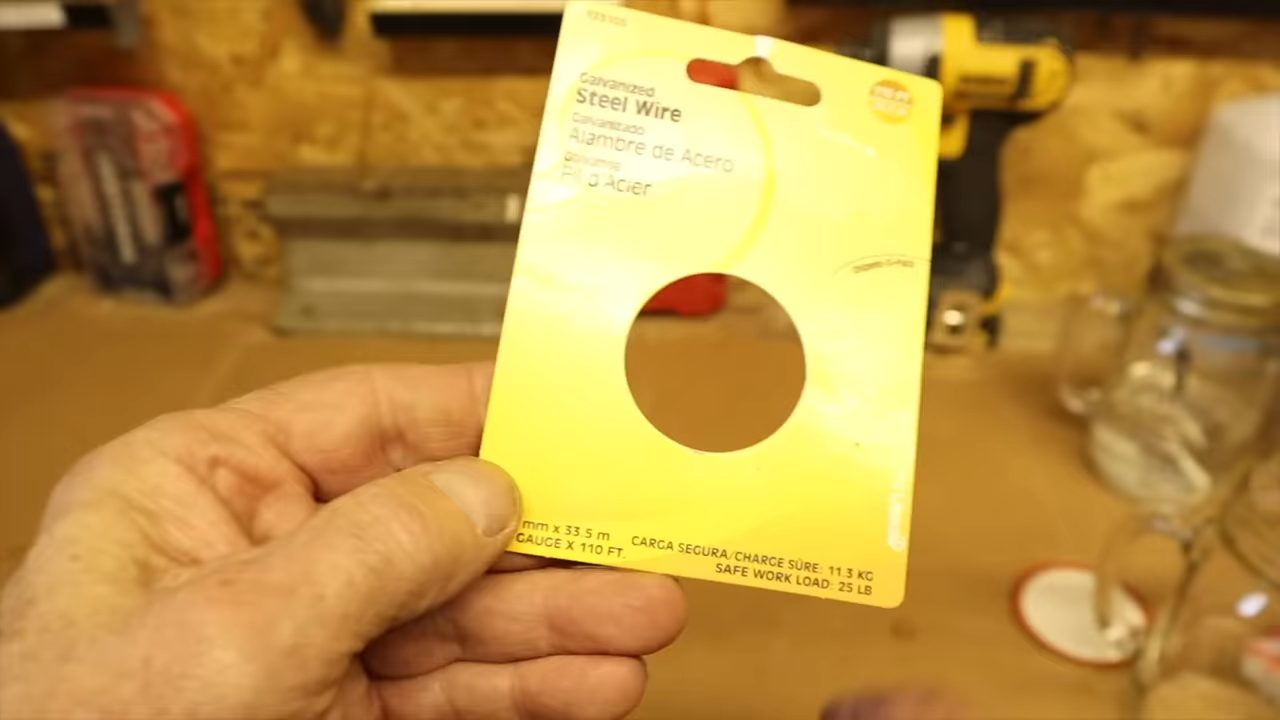 Galvanized
Steel Wire
Galvanizado
Alambre de Acero
Fil d'Acier
mm x 33.5 m
GAUGE X 110 FT.
CARGA SEGURA/CHARGE SÛRE: 11.3 KG
SAFE WORK LOAD: 25 LB